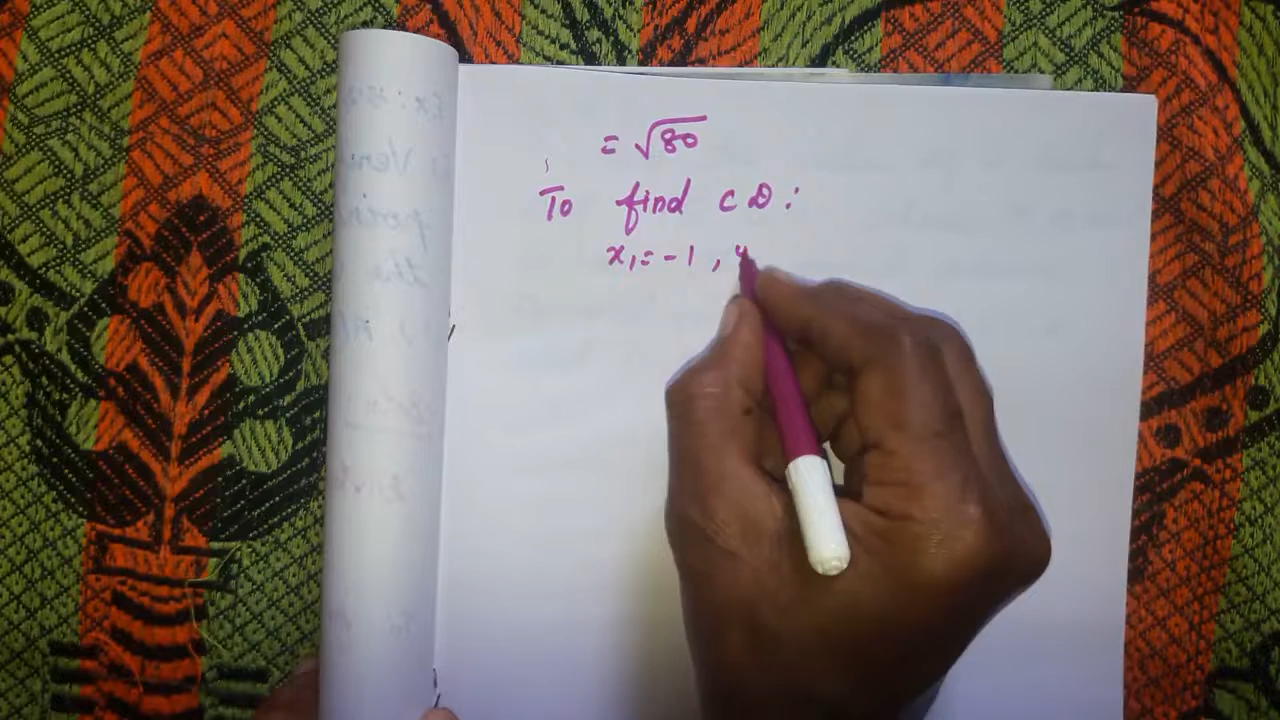 = √80
To find CD:
x₁ = -1, y